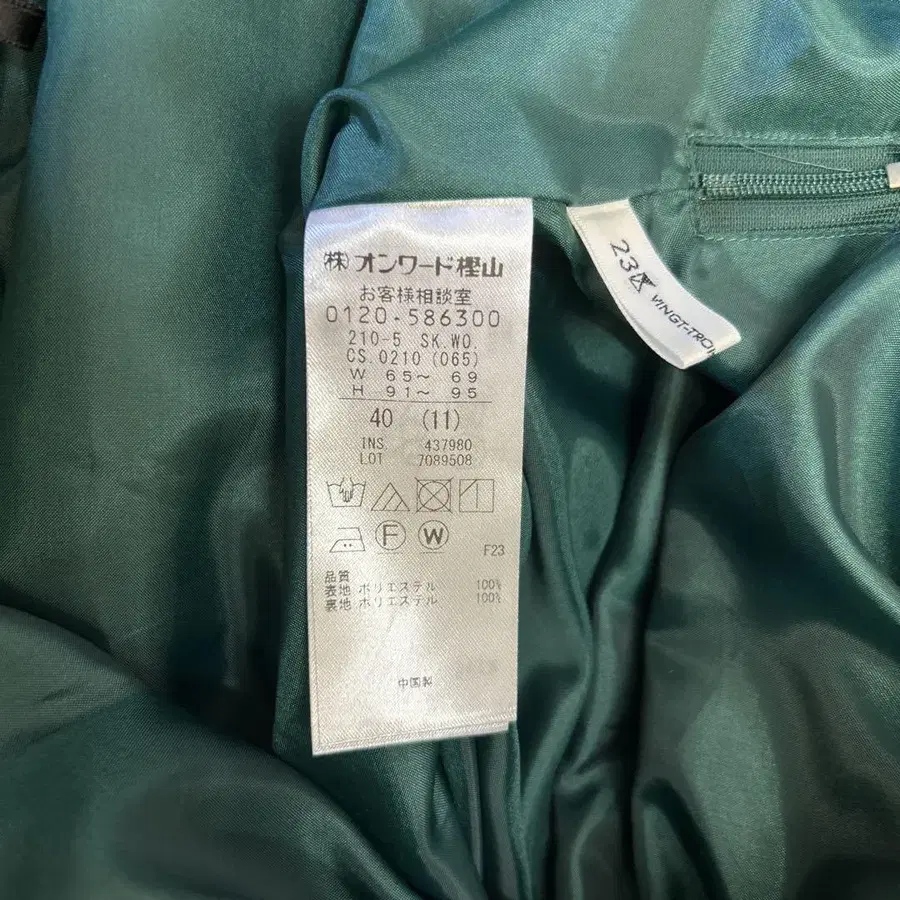 (株)オンワード樫山
お客様相談室
0120-586300
210-5 SK.WO.
CS.0210 (065)
W 65～ 69
H 91～ 95
40 (11)
INS. 437980
LOT 7089508
F W
F23
品質
表地 ポリエステル 100%
裏地 ポリエステル 100%
中国製
23区 VINGT-TROIS